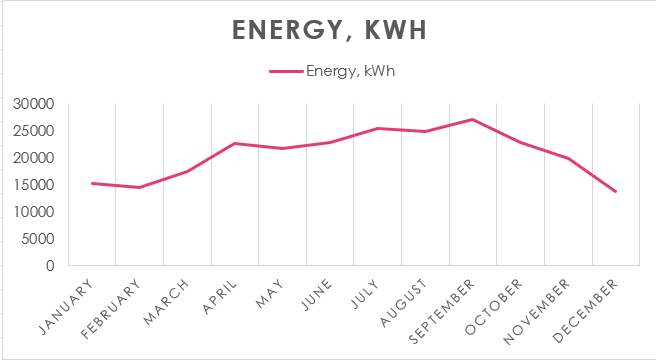 ENERGY, KWH
Energy, kWh
30000
25000
20000
15000
10000
5000
0
JANUARY
FEBRUARY
MARCH
APRIL
MAY
JUNE
JULY
AUGUST
SEPTEMBER
OCTOBER
NOVEMBER
DECEMBER